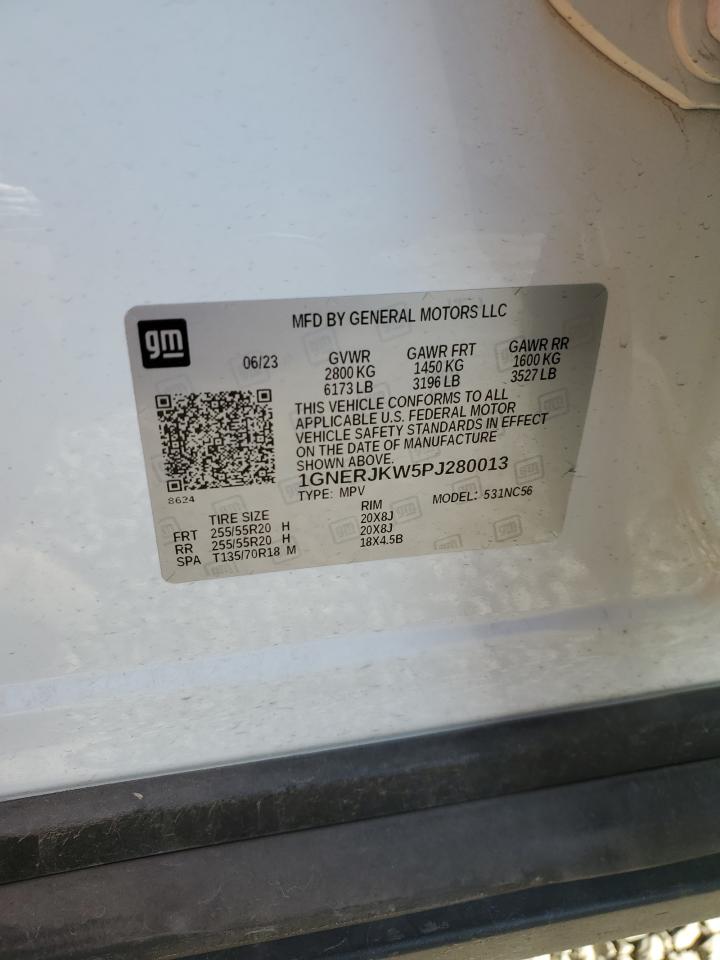 gm
MFD BY GENERAL MOTORS LLC
06/23 GVWR GAWR FRT GAWR RR
2800 KG 1450 KG 1600 KG
6173 LB 3196 LB 3527 LB
THIS VEHICLE CONFORMS TO ALL
APPLICABLE U.S. FEDERAL MOTOR
VEHICLE SAFETY STANDARDS IN EFFECT
ON THE DATE OF MANUFACTURE
SHOWN ABOVE.
1GNERJKW5PJ280013
8624
TYPE: MPV MODEL: 531NC56
TIRE SIZE RIM
FRT 255/55R20 H 20X8J
RR 255/55R20 H 20X8J
SPA T135/70R18 M 18X4.5B